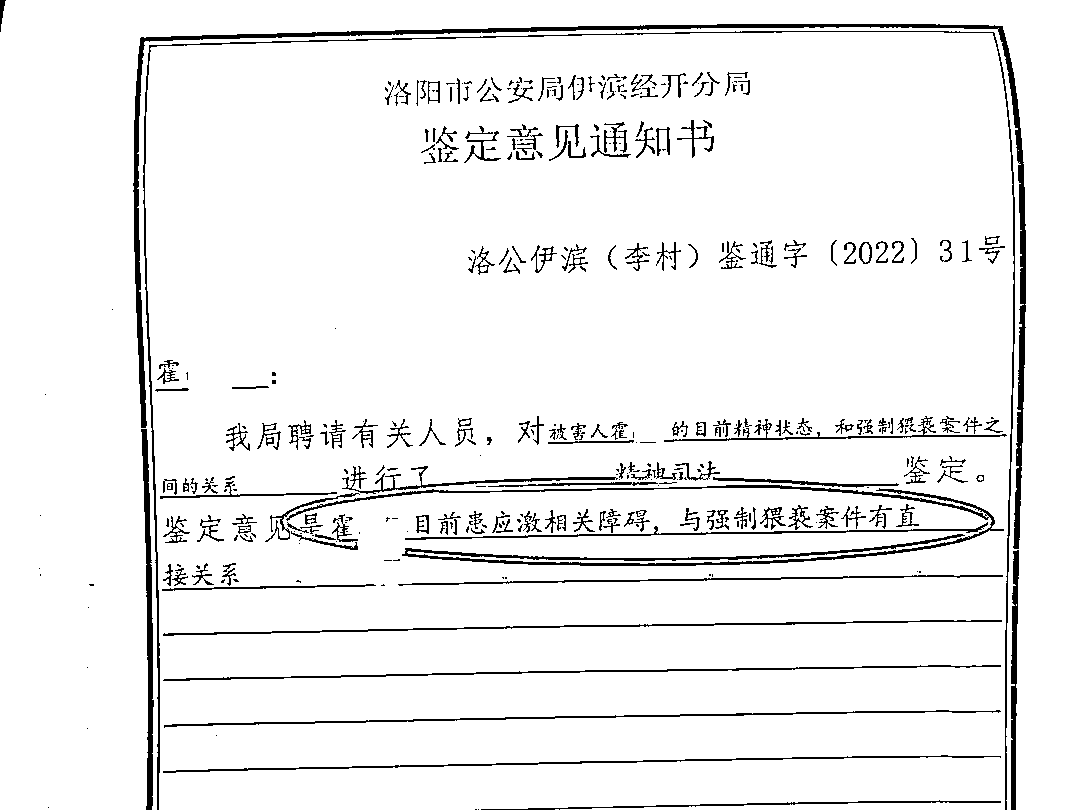 洛阳市公安局伊滨经开分局
鉴定意见通知书
洛公伊滨（李村）鉴通字〔2022〕31号
霍 ：
我局聘请有关人员，对被害人霍 的目前精神状态，和强制猥亵案件之
间的关系 进行了 精神司法 鉴定。
鉴定意见是霍 目前患应激相关障碍，与强制猥亵案件有直
接关系